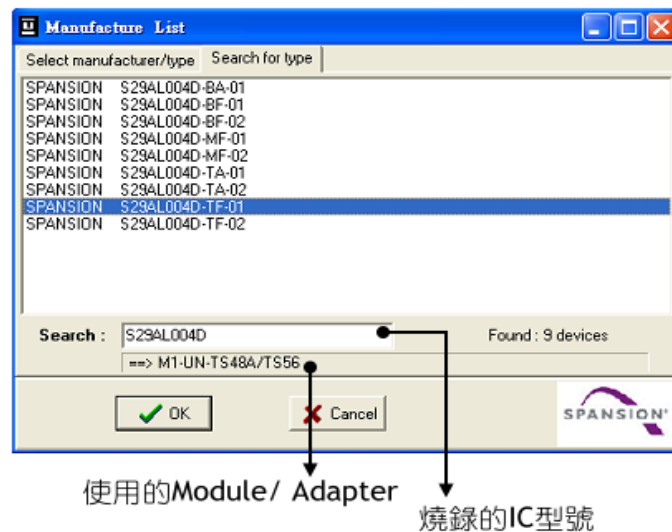 Manufacture List
Select manufacturer/type Search for type
SPANSION S29AL004D-BA-01
SPANSION S29AL004D-BF-01
SPANSION S29AL004D-BF-02
SPANSION S29AL004D-MF-01
SPANSION S29AL004D-MF-02
SPANSION S29AL004D-TA-01
SPANSION S29AL004D-TA-02
SPANSION S29AL004D-TF-01
SPANSION S29AL004D-TF-02
Search : S29AL004D Found : 9 devices
==> M1-UN-TS48A/TS56
OK Cancel SPANSION
使用的Module/ Adapter
燒錄的IC型號